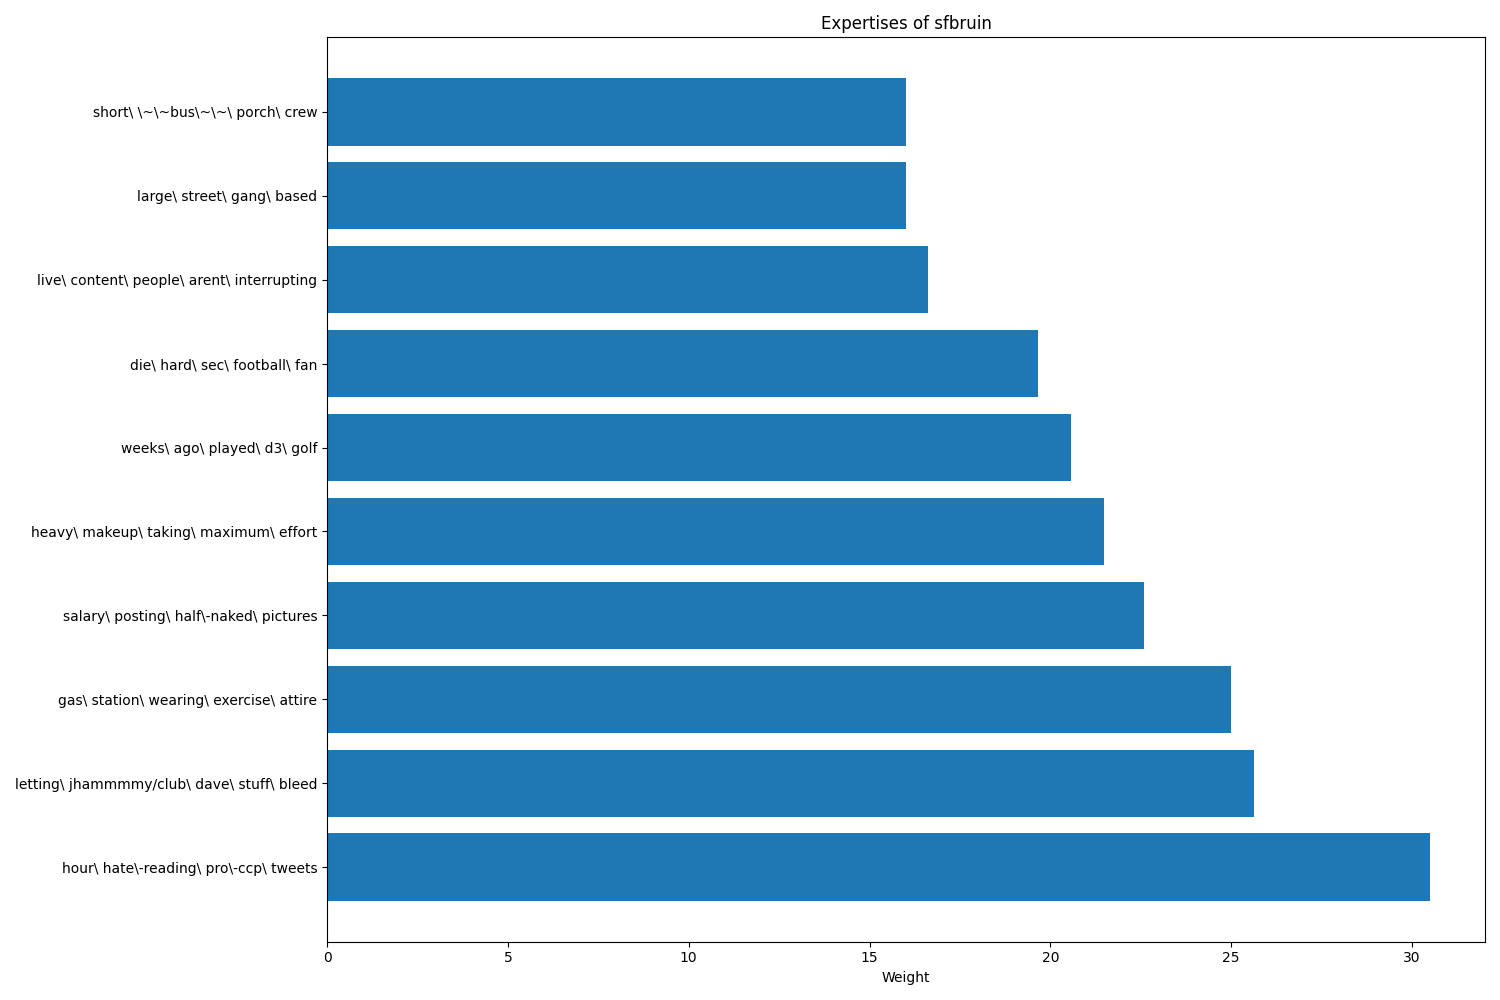 Expertises of sfbruin
short\ \~\~bus\~\~\ porch\ crew
large\ street\ gang\ based
live\ content\ people\ arent\ interrupting
die\ hard\ sec\ football\ fan
weeks\ ago\ played\ d3\ golf
heavy\ makeup\ taking\ maximum\ effort
salary\ posting\ half\-naked\ pictures
gas\ station\ wearing\ exercise\ attire
letting\ jhammmmy/club\ dave\ stuff\ bleed
hour\ hate\-reading\ pro\-ccp\ tweets
0 5 10 15 20 25 30
Weight